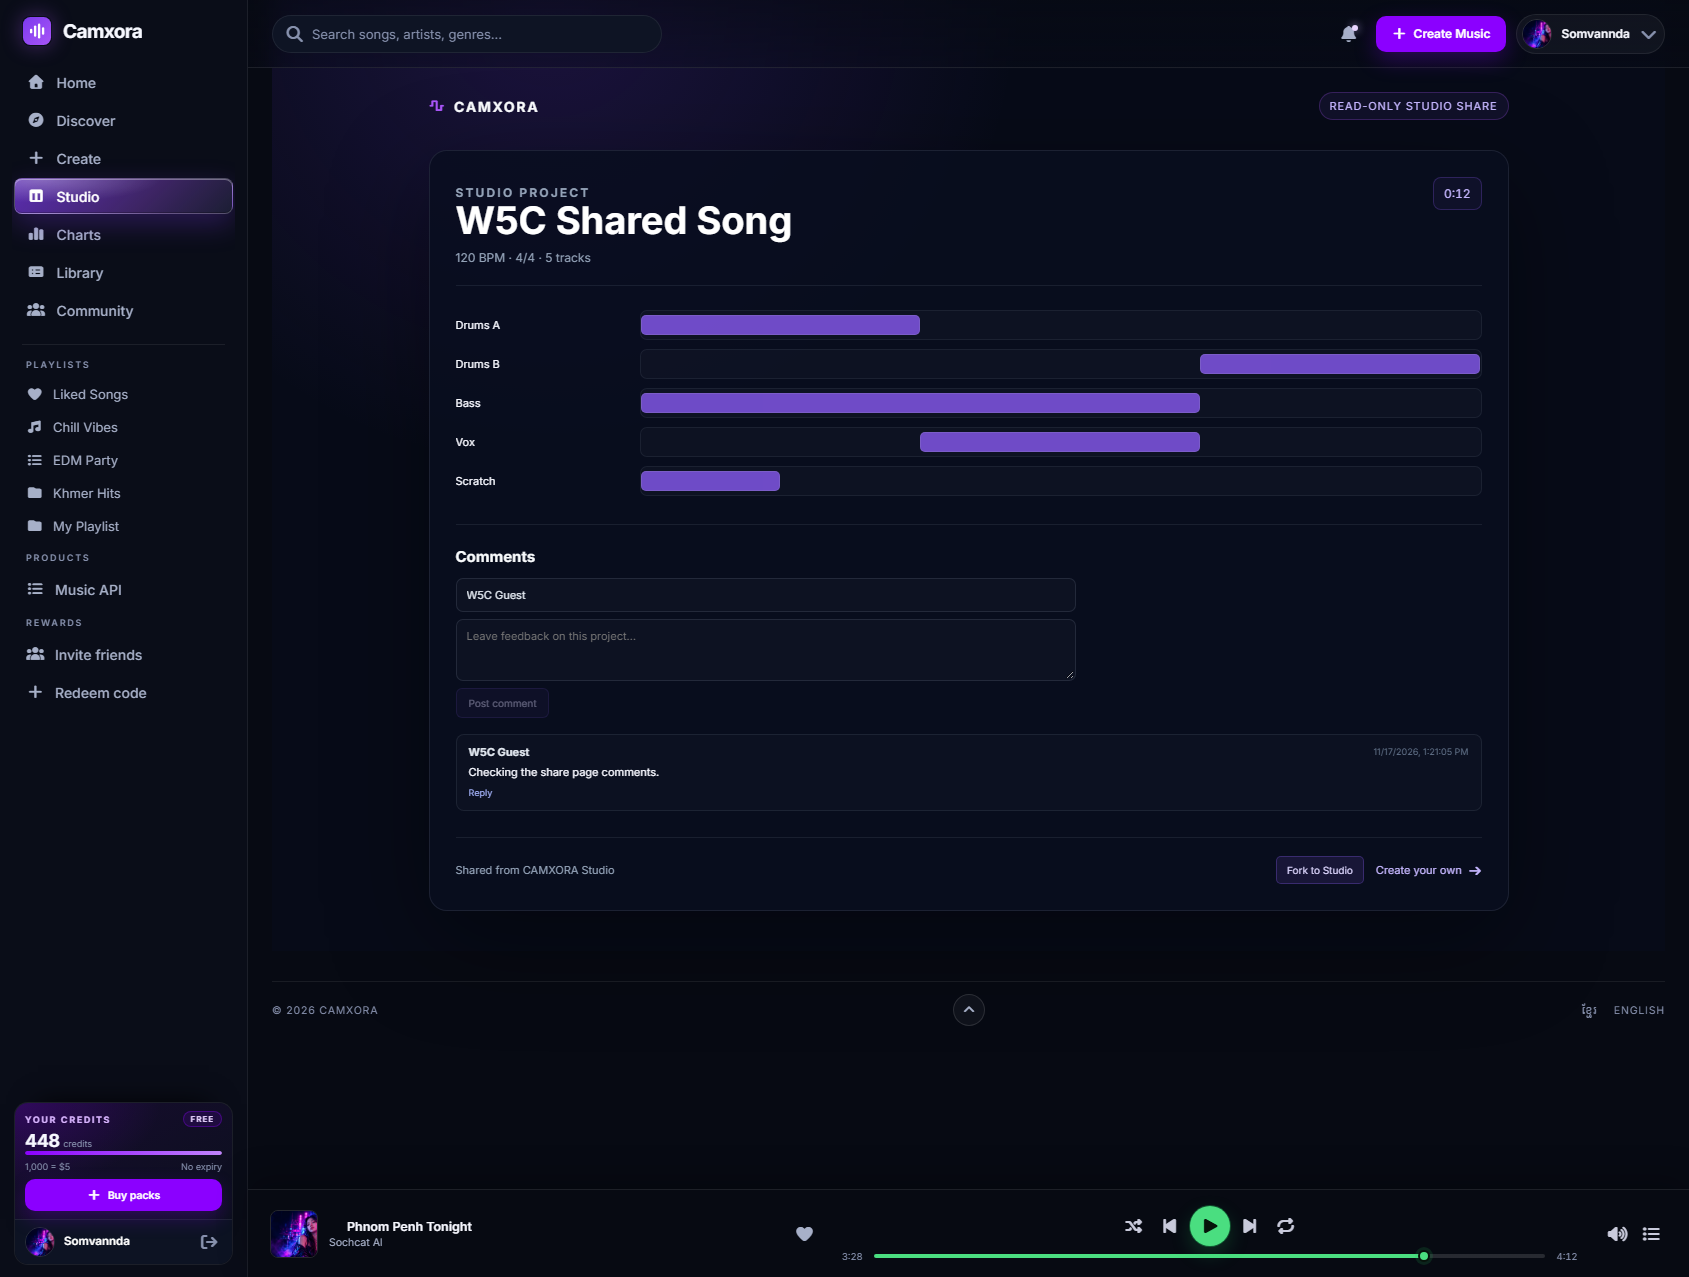 Camxora
Search songs, artists, genres...
Create Music
Somvannda
Home
Discover
Create
Studio
Charts
Library
Community
PLAYLISTS
Liked Songs
Chill Vibes
EDM Party
Khmer Hits
My Playlist
PRODUCTS
Music API
REWARDS
Invite friends
Redeem code
YOUR CREDITS
FREE
448 credits
1,000 = $5
No expiry
Buy packs
Somvannda
CAMXORA
READ-ONLY STUDIO SHARE
STUDIO PROJECT
0:12
W5C Shared Song
120 BPM · 4/4 · 5 tracks
Drums A
Drums B
Bass
Vox
Scratch
Comments
W5C Guest
Leave feedback on this project...
Post comment
W5C Guest
11/17/2026, 1:21:05 PM
Checking the share page comments.
Reply
Shared from CAMXORA Studio
Fork to Studio
Create your own
© 2026 CAMXORA
ខ្មែរ
ENGLISH
Phnom Penh Tonight
Sochcat AI
3:28
4:12